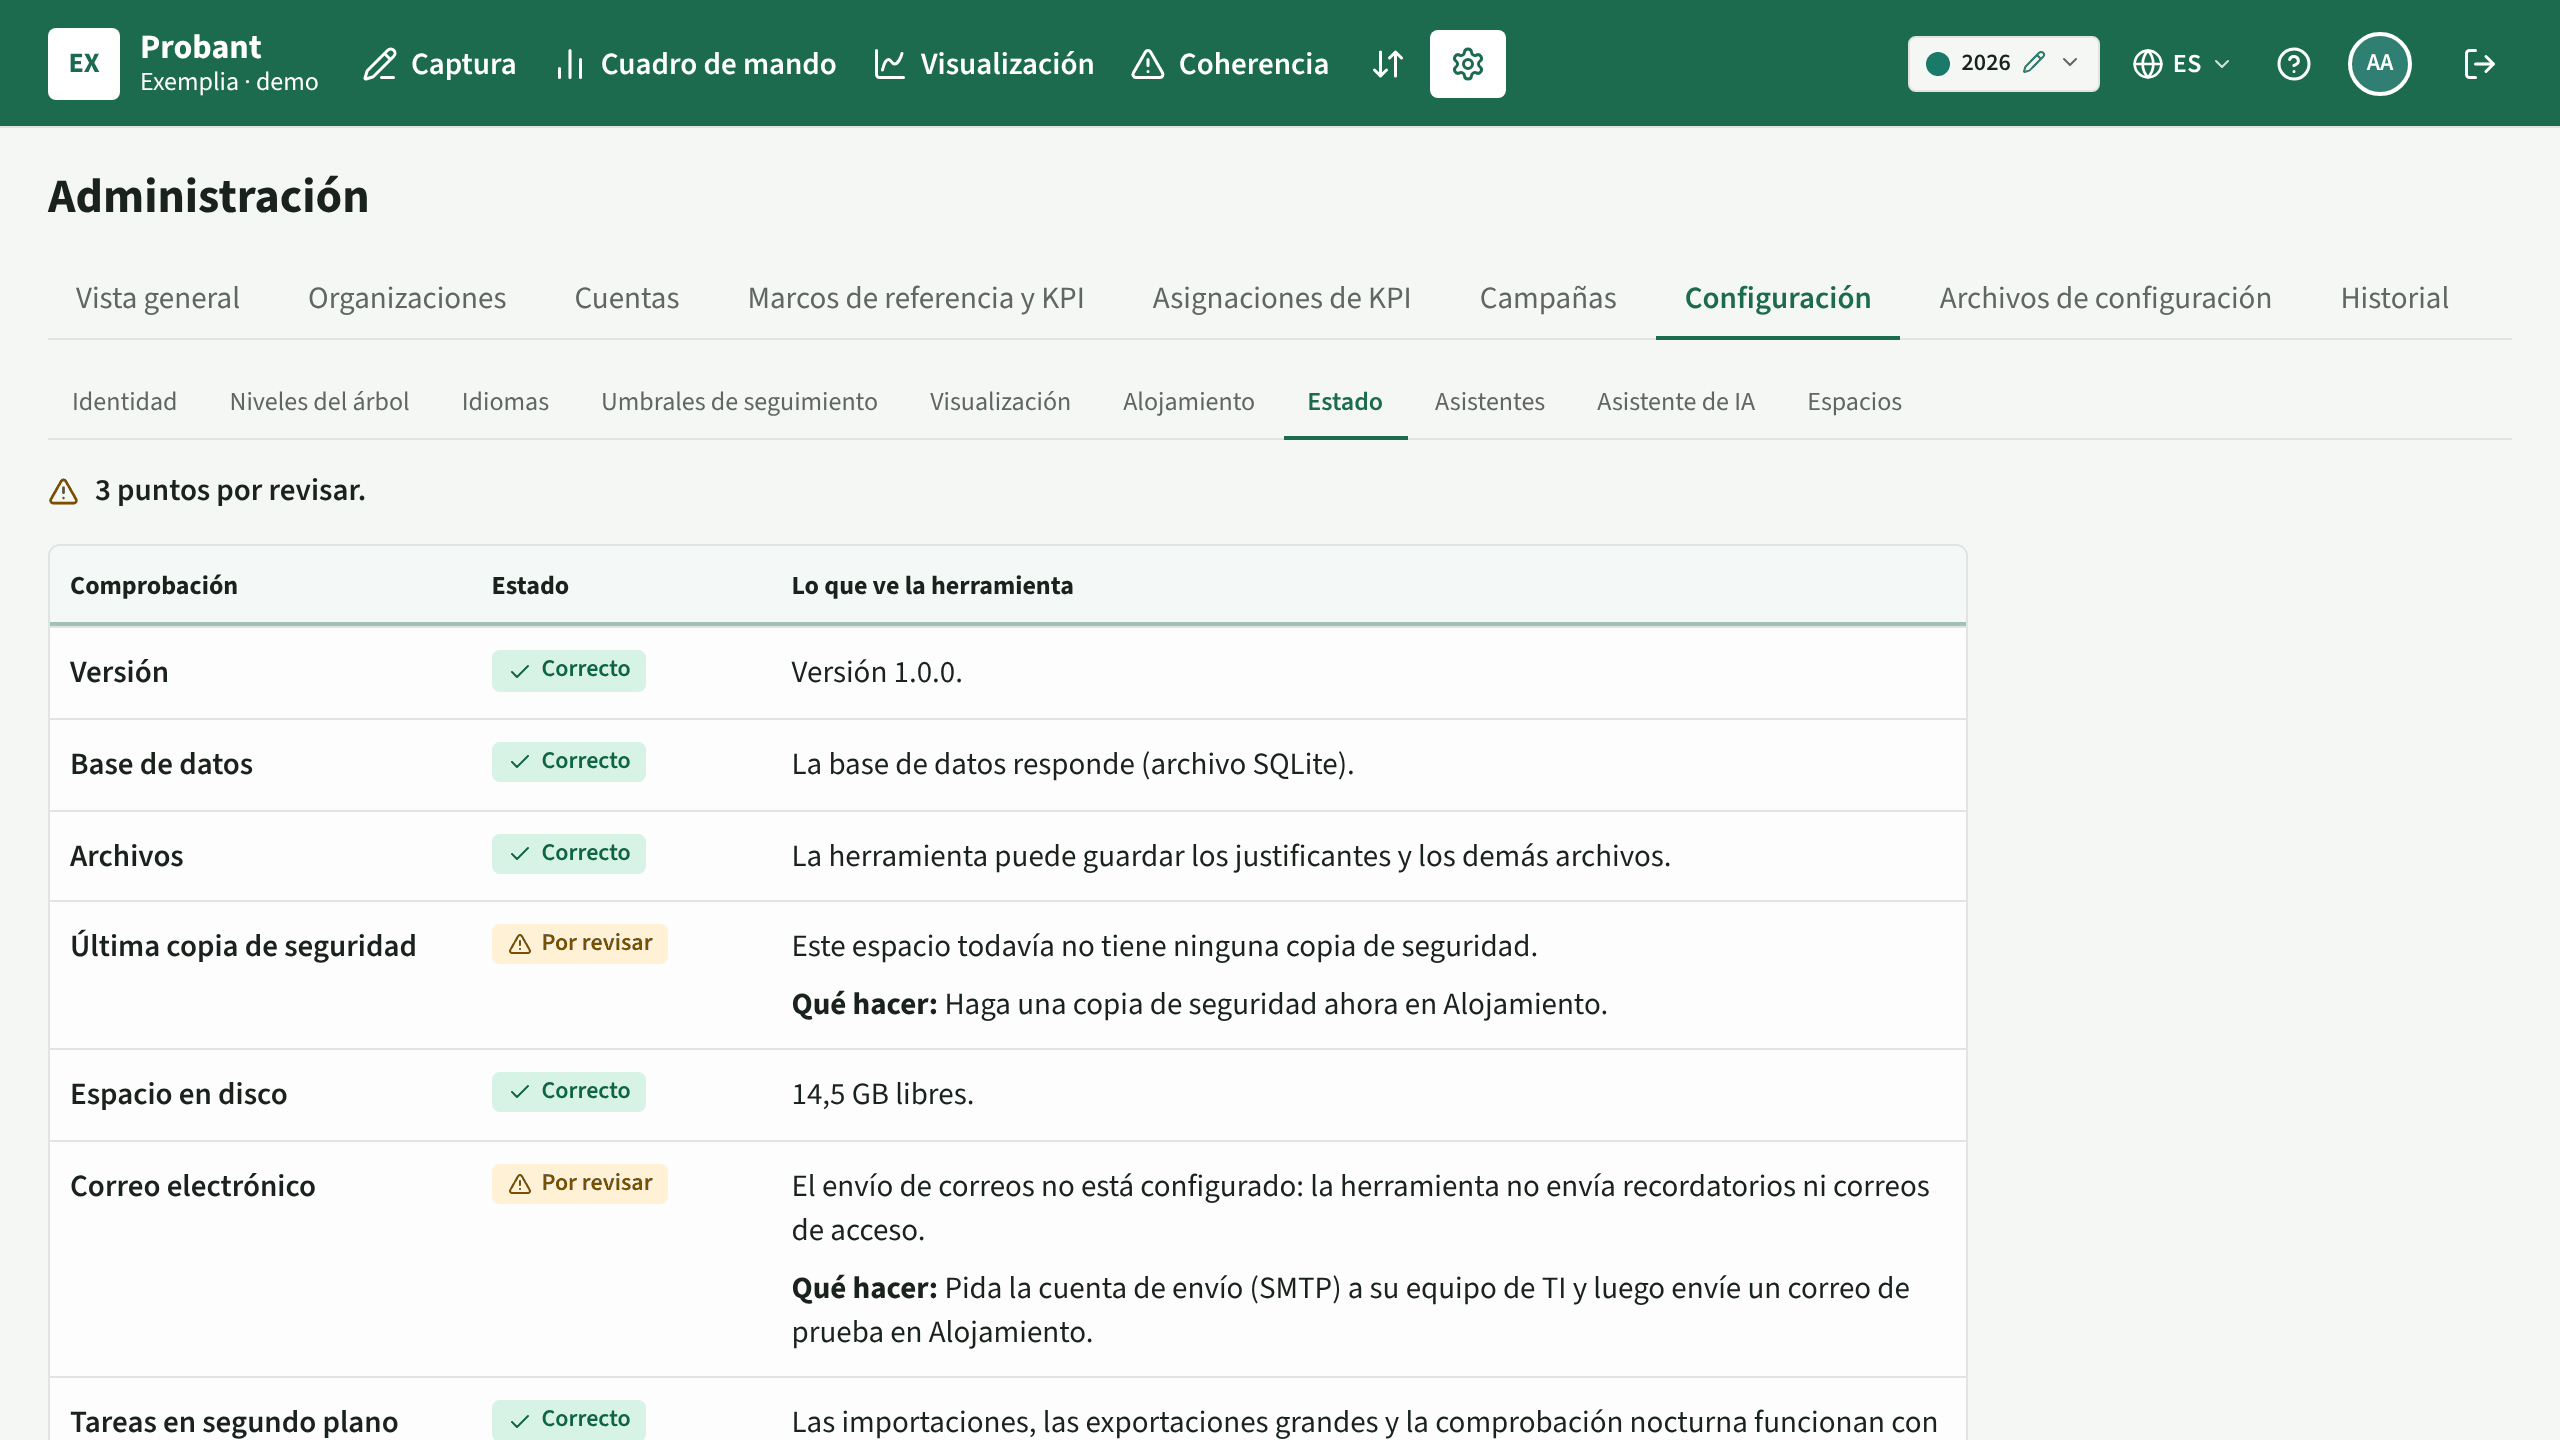 EX
Probant
Exemplia · demo
Captura
Cuadro de mando
Visualización
Coherencia
2026
ES
AA
Administración
Vista general
Organizaciones
Cuentas
Marcos de referencia y KPI
Asignaciones de KPI
Campañas
Configuración
Archivos de configuración
Historial
Identidad
Niveles del árbol
Idiomas
Umbrales de seguimiento
Visualización
Alojamiento
Estado
Asistentes
Asistente de IA
Espacios
3 puntos por revisar.
Comprobación
Estado
Lo que ve la herramienta
Versión
Correcto
Versión 1.0.0.
Base de datos
Correcto
La base de datos responde (archivo SQLite).
Archivos
Correcto
La herramienta puede guardar los justificantes y los demás archivos.
Última copia de seguridad
Por revisar
Este espacio todavía no tiene ninguna copia de seguridad.
Qué hacer: Haga una copia de seguridad ahora en Alojamiento.
Espacio en disco
Correcto
14,5 GB libres.
Correo electrónico
Por revisar
El envío de correos no está configurado: la herramienta no envía recordatorios ni correos
de acceso.
Qué hacer: Pida la cuenta de envío (SMTP) a su equipo de TI y luego envíe un correo de
prueba en Alojamiento.
Tareas en segundo plano
Correcto
Las importaciones, las exportaciones grandes y la comprobación nocturna funcionan con